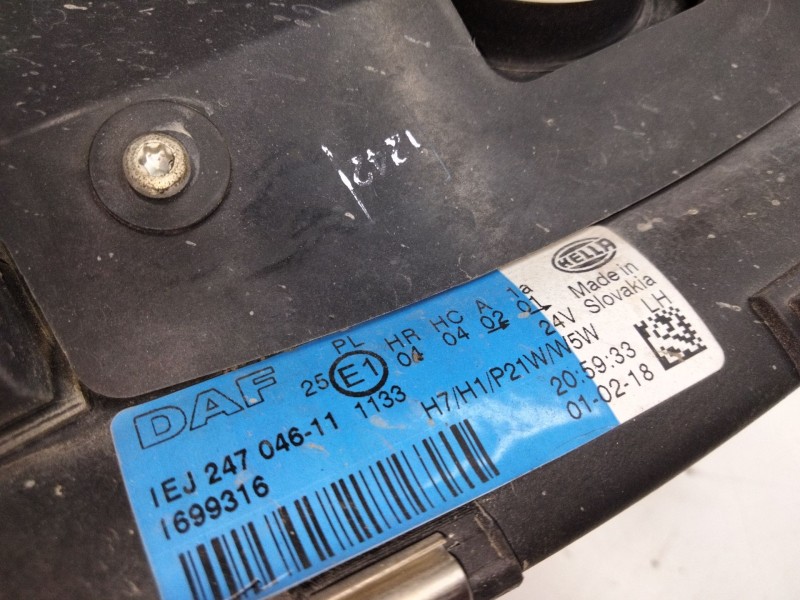 HELLA
Made in
Slovakia
LH
DAF
PL HR HC A 1a
25 E1 04 04 02 01
1133
24V
H7/H1/P21W/W5W
1EJ 247 046-11
1699316
20:59:33
01-02-18